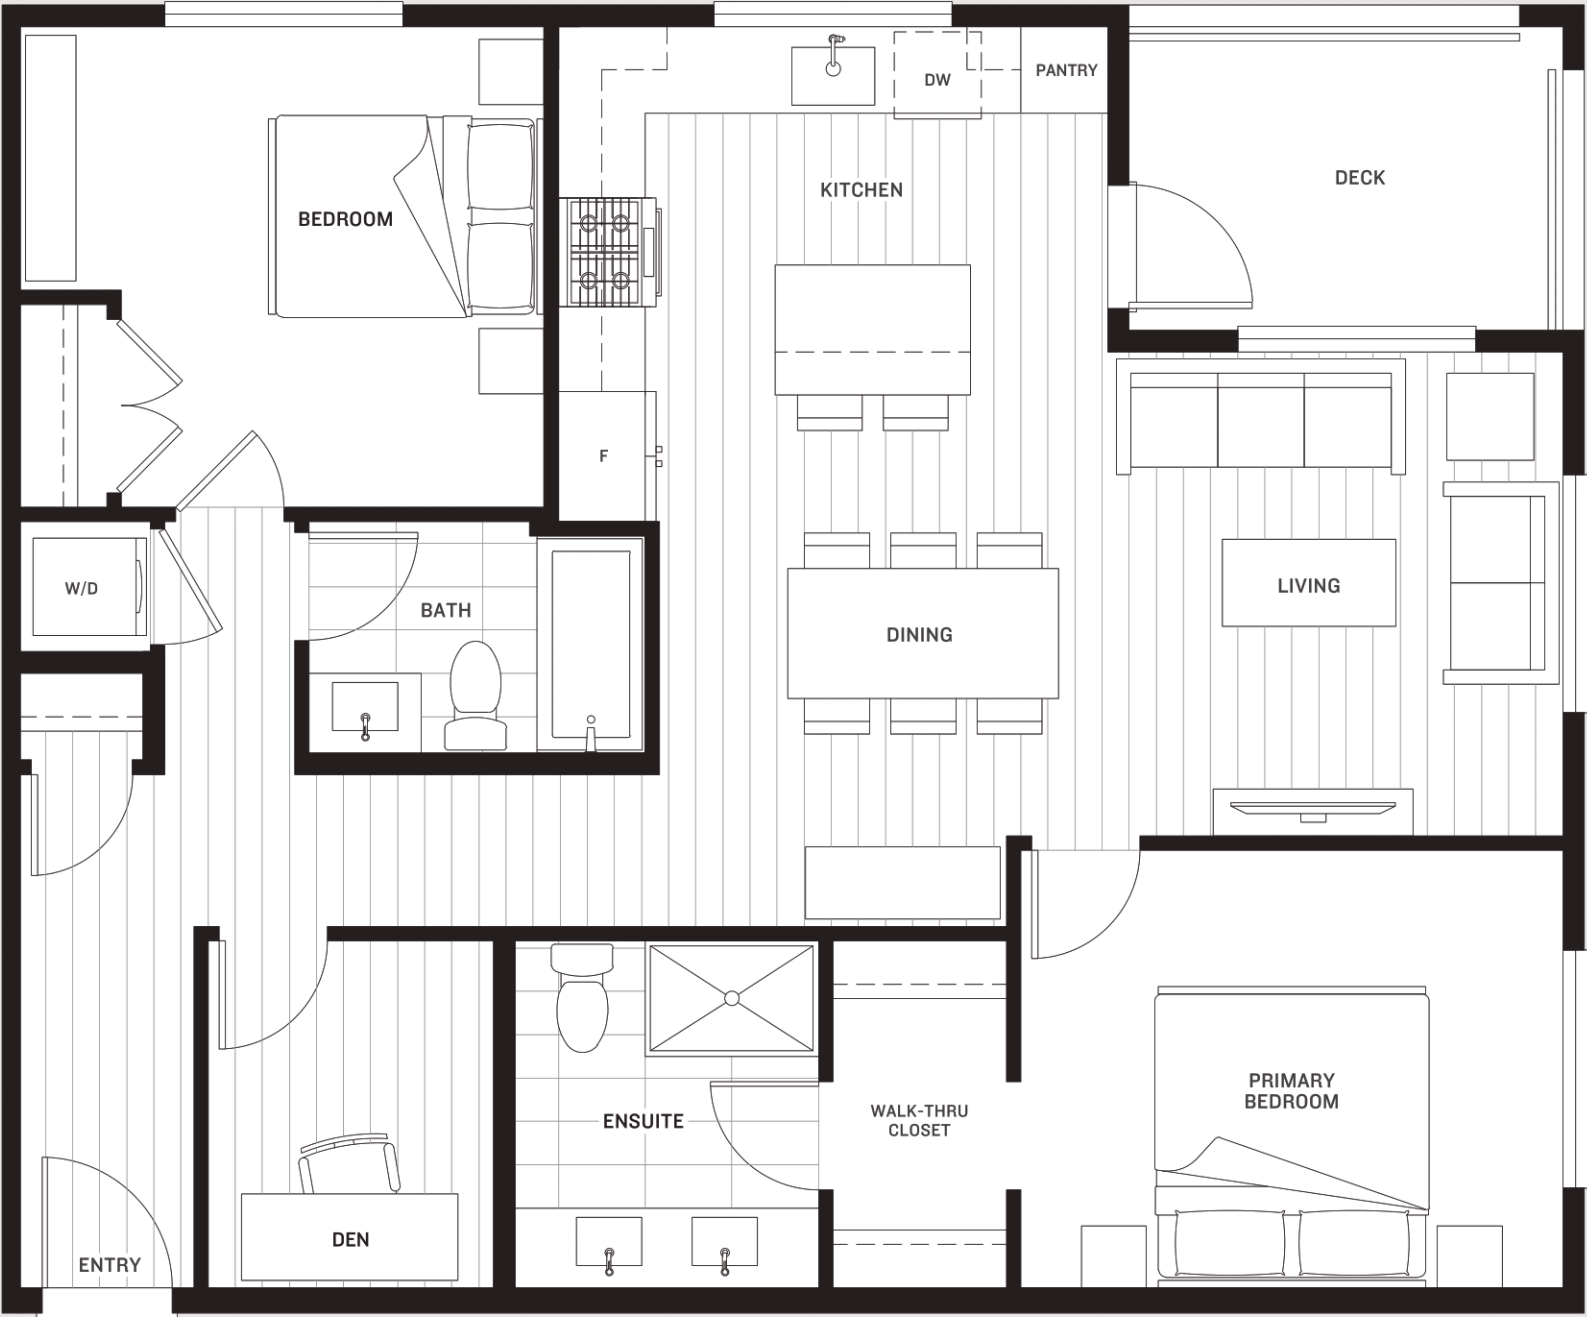 DW
PANTRY
KITCHEN
DECK
BEDROOM
F
W/D
BATH
DINING
LIVING
PRIMARY
BEDROOM
WALK-THRU
CLOSET
ENSUITE
DEN
ENTRY